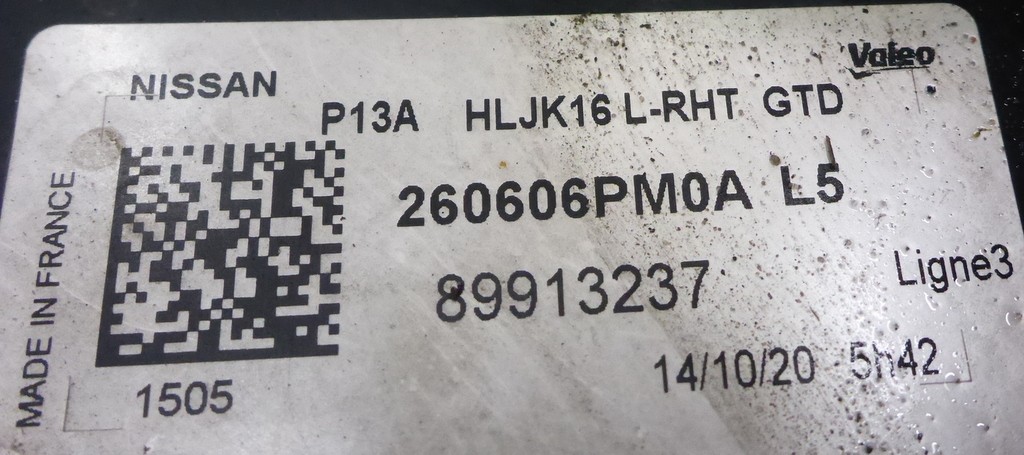 Valeo
NISSAN
P13A HLJK16 L-RHT GTD
260606PM0A L5
89913237
Ligne3
14/10/20 5h42
1505
MADE IN FRANCE